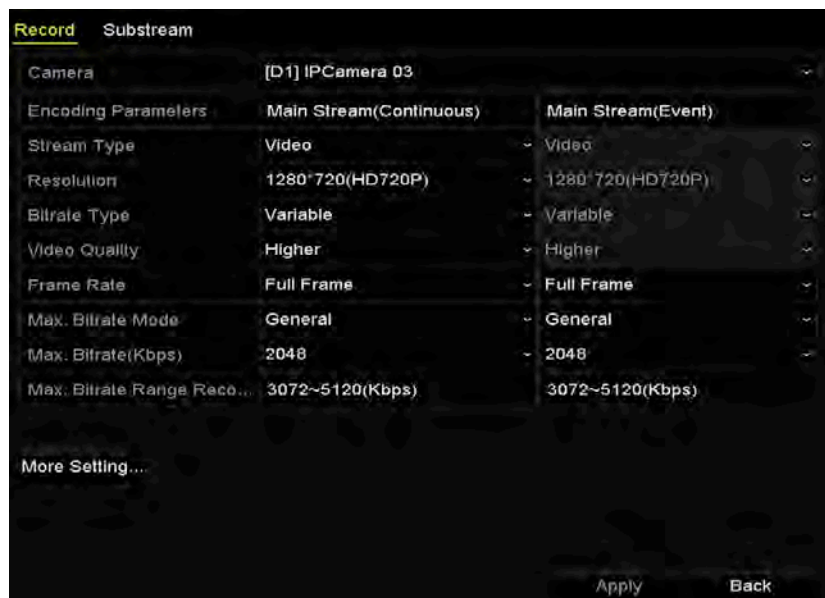 Record Substream
Camera [D1] IPCamera 03
Encoding Parameters Main Stream(Continuous) Main Stream(Event)
Stream Type Video Video
Resolution 1280*720(HD720P) 1280*720(HD720P)
Bitrate Type Variable Variable
Video Quality Higher Higher
Frame Rate Full Frame Full Frame
Max. Bitrate Mode General General
Max. Bitrate(Kbps) 2048 2048
Max. Bitrate Range Reco... 3072~5120(Kbps) 3072~5120(Kbps)
More Setting....
Apply Back